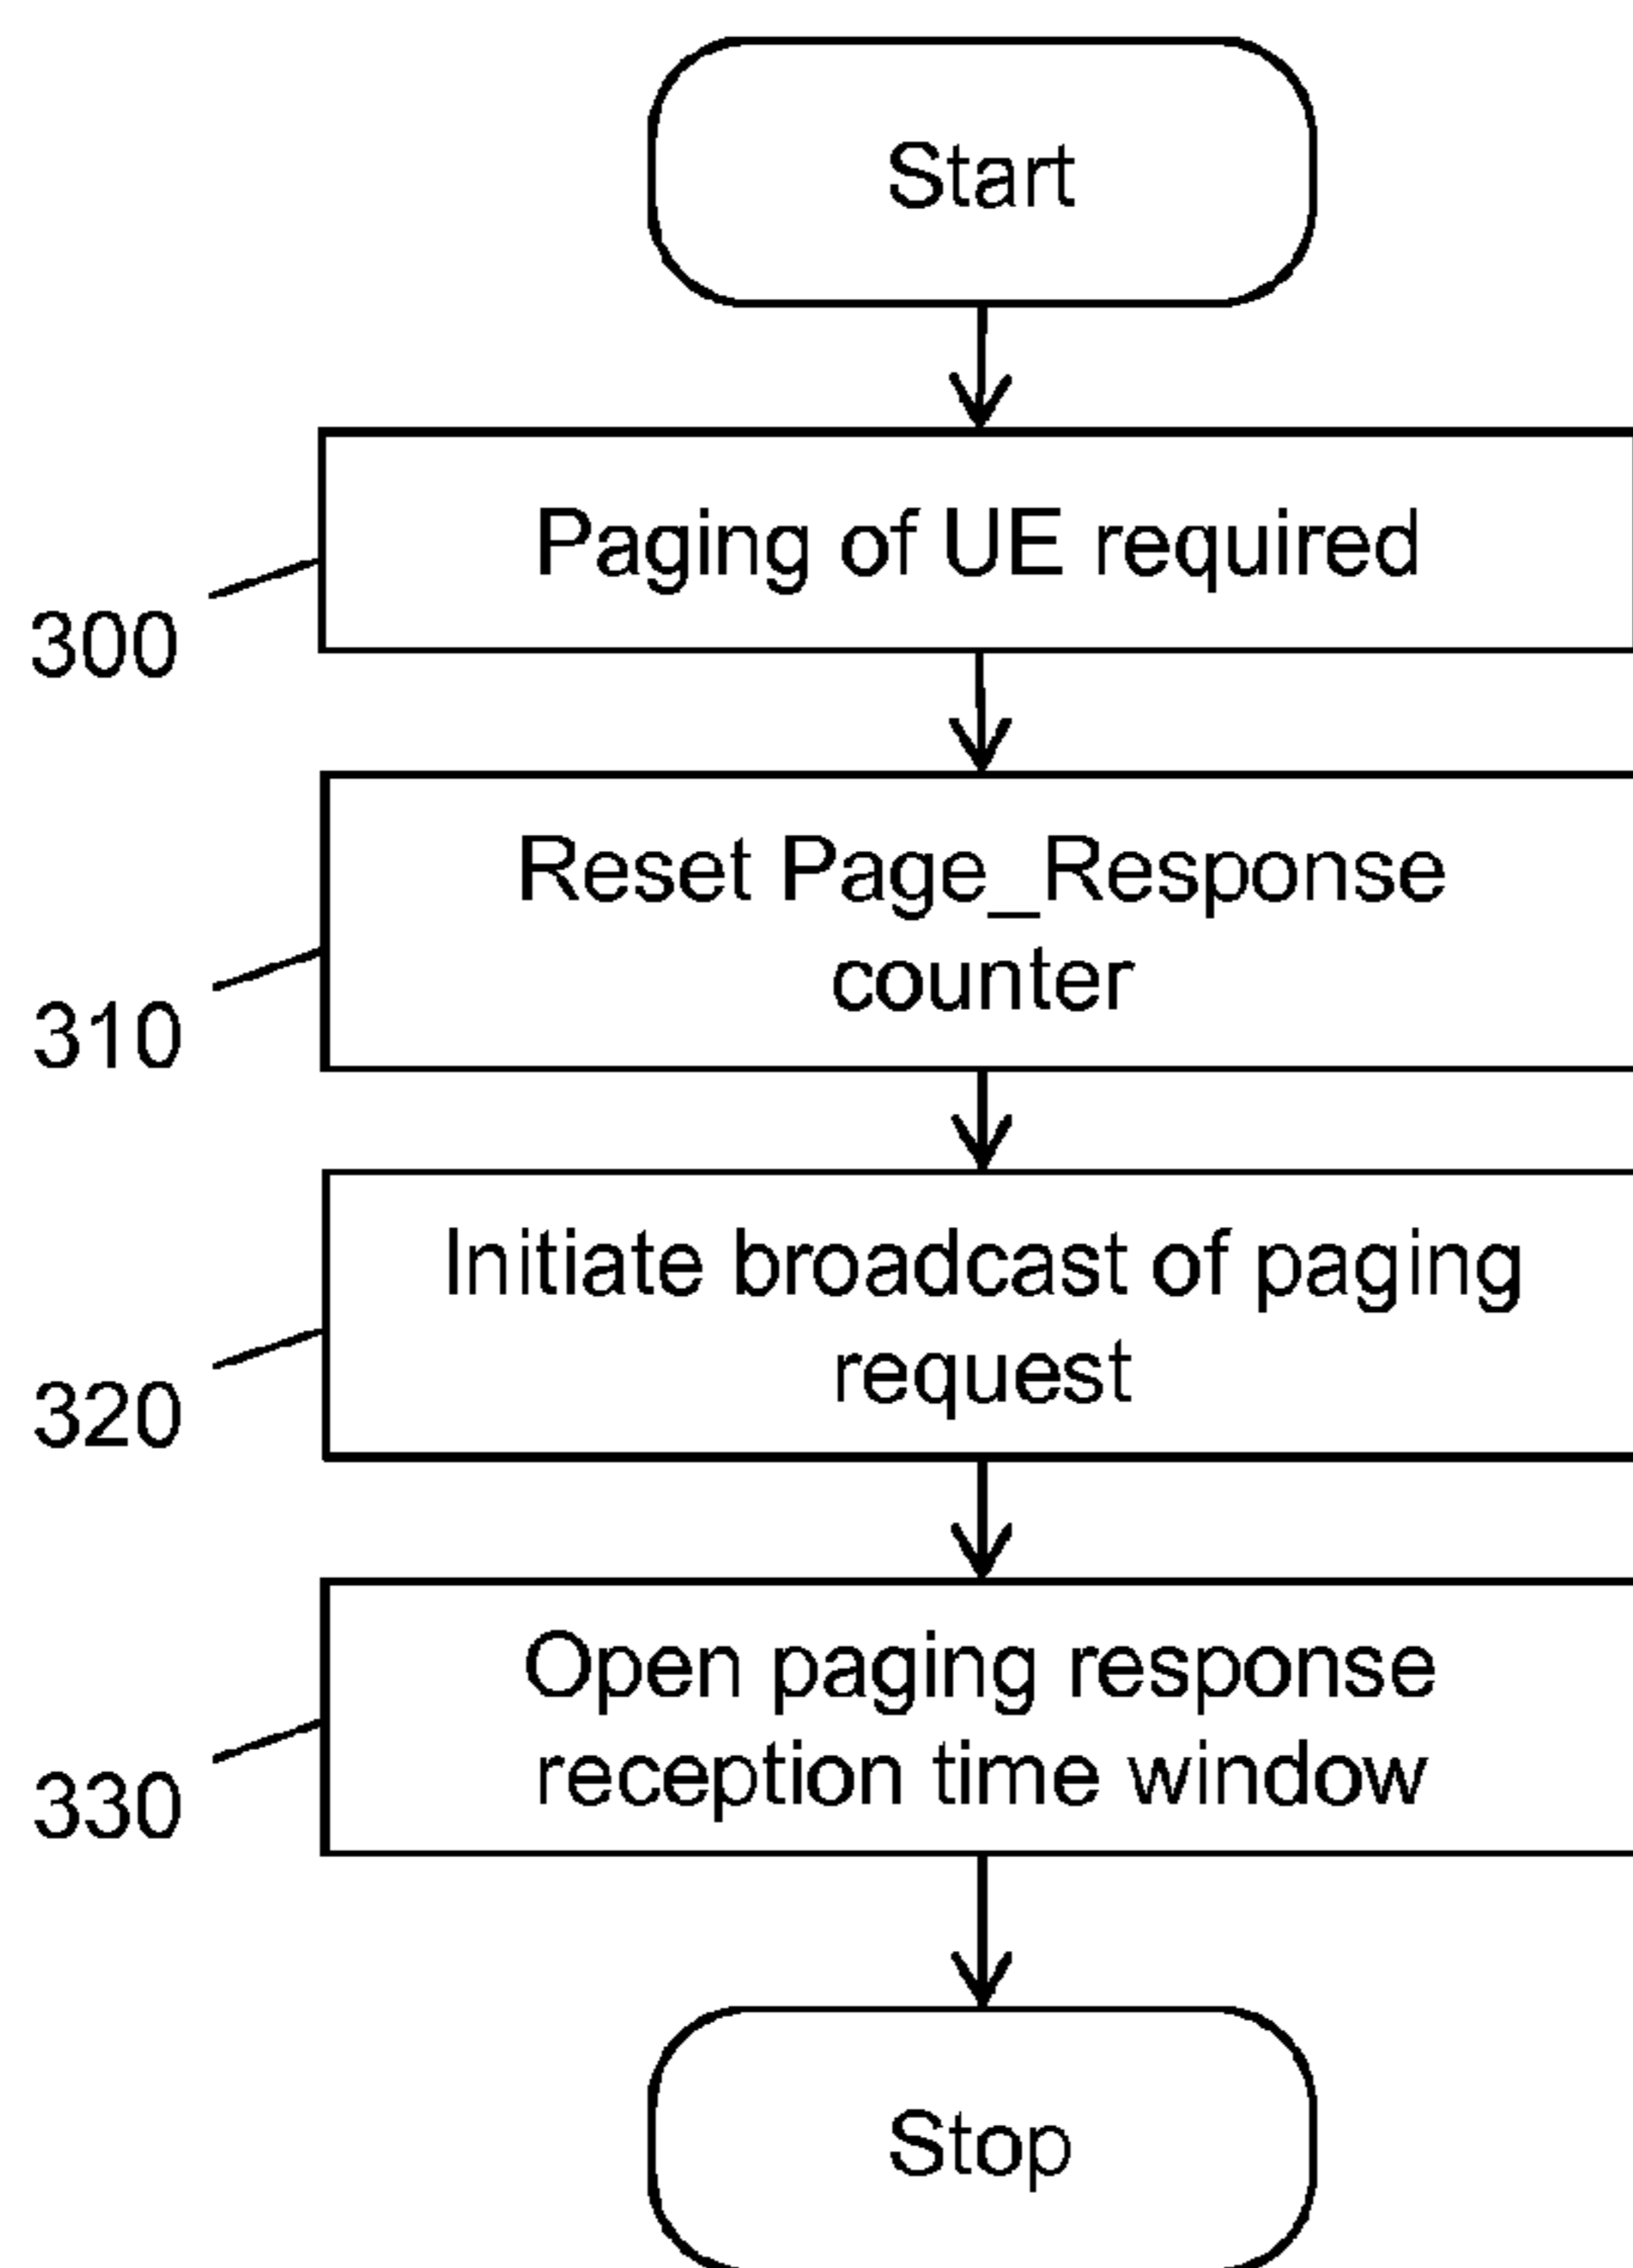 Start
Paging of UE required
300
Reset Page_Response
counter
310
Initiate broadcast of paging
request
320
Open paging response
reception time window
330
Stop